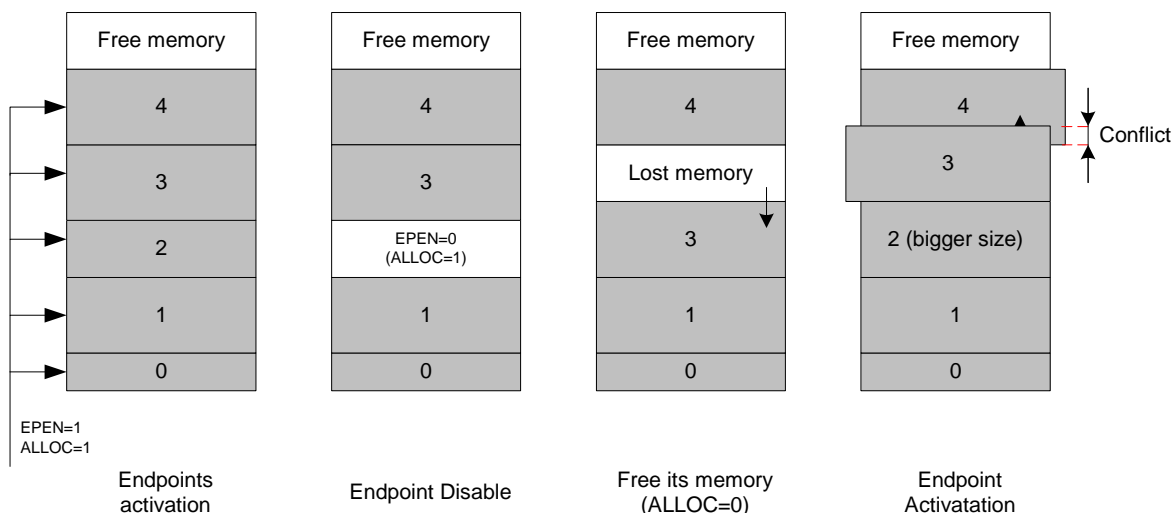 Free memory
4
3
2
1
0
EPEN=1
ALLOC=1
Endpoints
activation
Free memory
4
3
EPEN=0
(ALLOC=1)
1
0
Endpoint Disable
Free memory
4
Lost memory
3
1
0
Free its memory
(ALLOC=0)
Free memory
4
Conflict
3
2 (bigger size)
1
0
Endpoint
Activatation